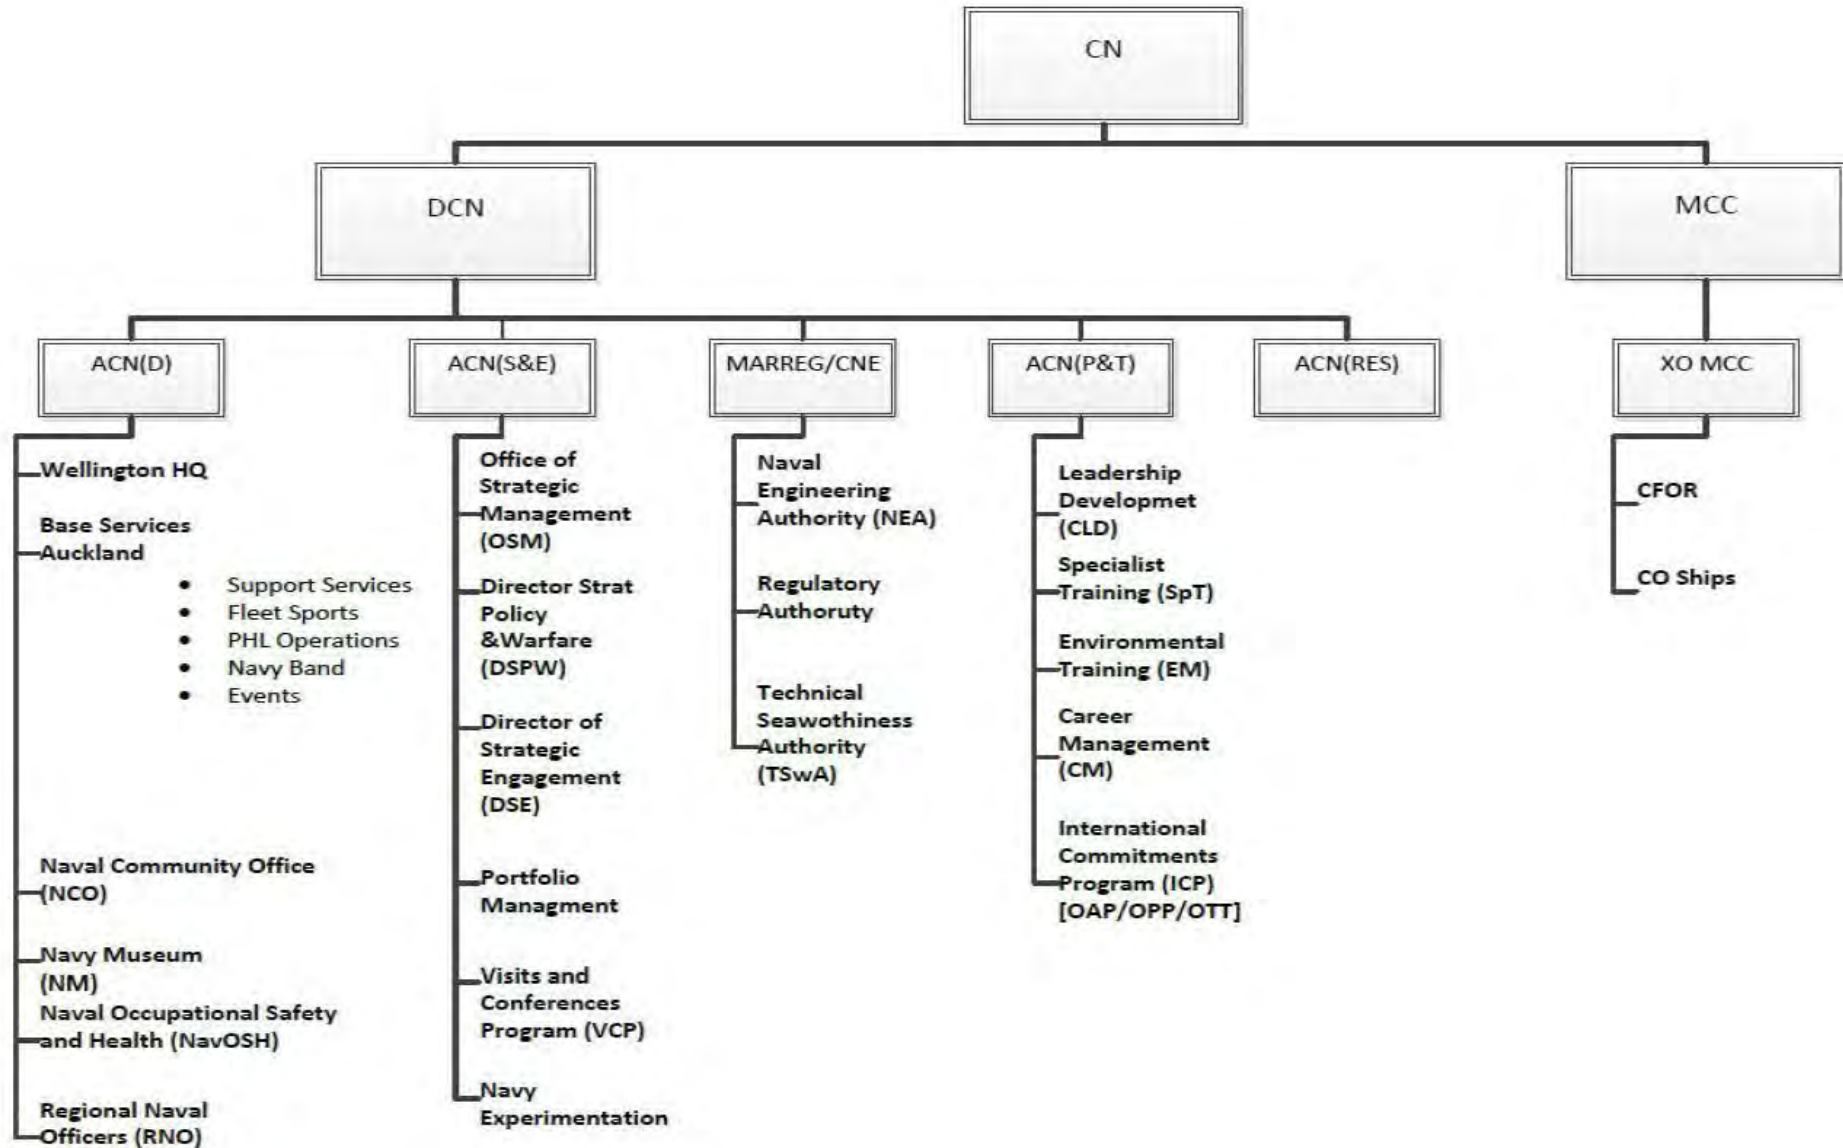 CN
DCN
MCC
ACN(D)
ACN(S&E)
MARREG/CNE
ACN(P&T)
ACN(RES)
XO MCC
Wellington HQ
Base Services
Auckland
• Support Services
• Fleet Sports
• PHL Operations
• Navy Band
• Events
Naval Community Office
(NCO)
Navy Museum
(NM)
Naval Occupational Safety
and Health (NavOSH)
Regional Naval
Officers (RNO)
Office of
Strategic
Management
(OSM)
Director Strat
Policy
&Warfare
(DSPW)
Director of
Strategic
Engagement
(DSE)
Portfolio
Managment
Visits and
Conferences
Program (VCP)
Navy
Experimentation
Naval
Engineering
Authority (NEA)
Regulatory
Authoruty
Technical
Seawothiness
Authority
(TSwA)
Leadership
Developmet
(CLD)
Specialist
Training (SpT)
Environmental
Training (EM)
Career
Management
(CM)
International
Commitments
Program (ICP)
[OAP/OPP/OTT]
CFOR
CO Ships